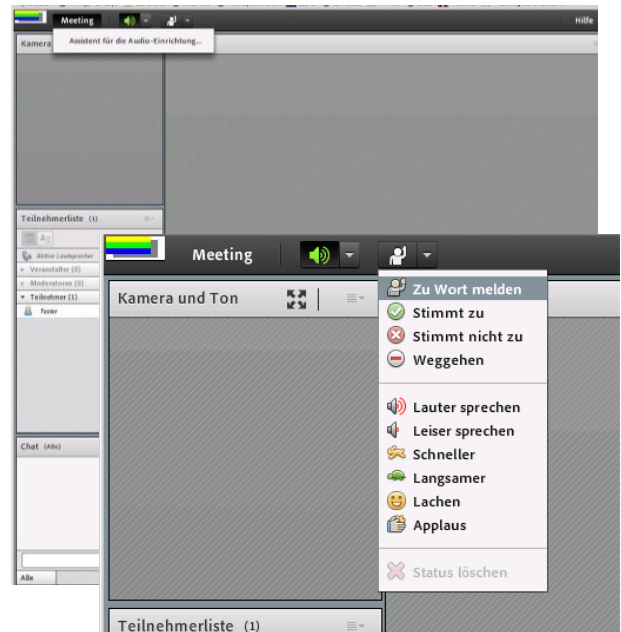 Meeting
Hilfe
Assistent für die Audio-Einrichtung...
Kamera
Teilnehmerliste (1)
Aktive Lautsprecher
Veranstalter (0)
Moderatoren (0)
Teilnehmer (1)
Tester
Chat (Alle)
Alle
Meeting
Kamera und Ton
Zu Wort melden
Stimmt zu
Stimmt nicht zu
Weggehen
Lauter sprechen
Leiser sprechen
Schneller
Langsamer
Lachen
Applaus
Status löschen
Teilnehmerliste (1)